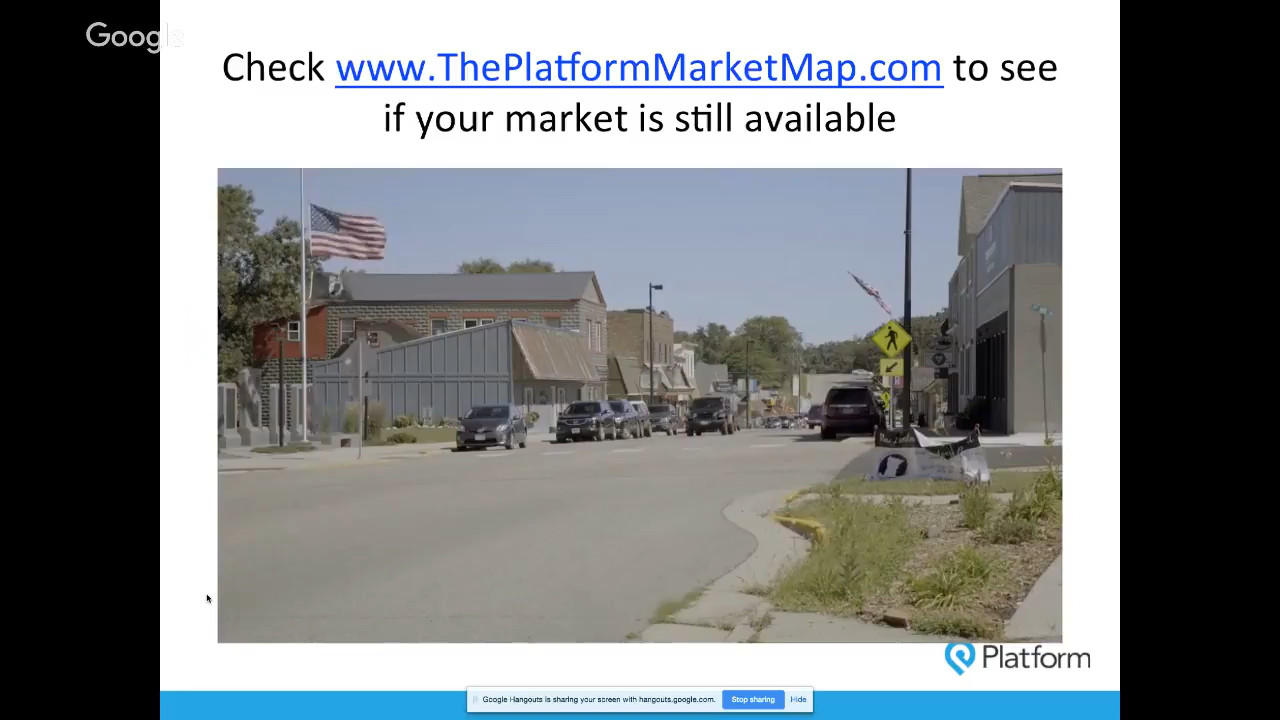 Google
Check www.ThePlatformMarketMap.com to see
if your market is still available
Platform
Google Hangouts is sharing your screen with hangouts.google.com.
Stop sharing
Hide